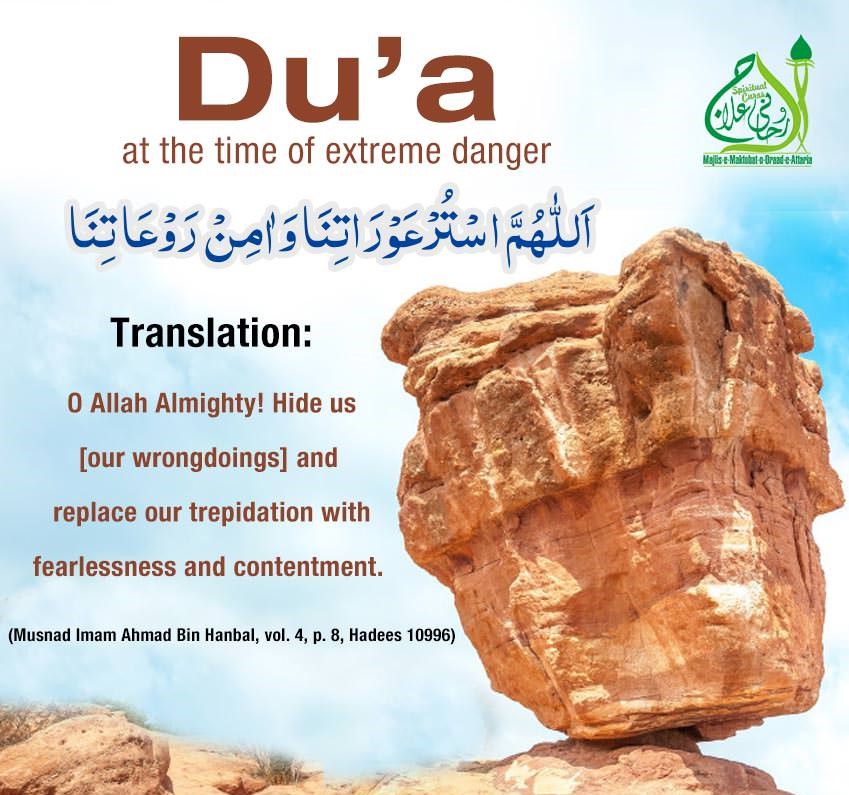 Du’a
at the time of extreme danger
Spiritual Cures
روحانی علاج
Majlis-e-Maktobat-o-Oraad-e-Attaria
اَللّٰهُمَّ اسْتُرْعَوْرَاتِنَا وَاٰمِنْ رَوْعَاتِنَا
Translation:
O Allah Almighty! Hide us
[our wrongdoings] and
replace our trepidation with
fearlessness and contentment.
(Musnad Imam Ahmad Bin Hanbal, vol. 4, p. 8, Hadees 10996)